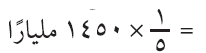 = ١/٥ × ١٤٥٠ مليارًا